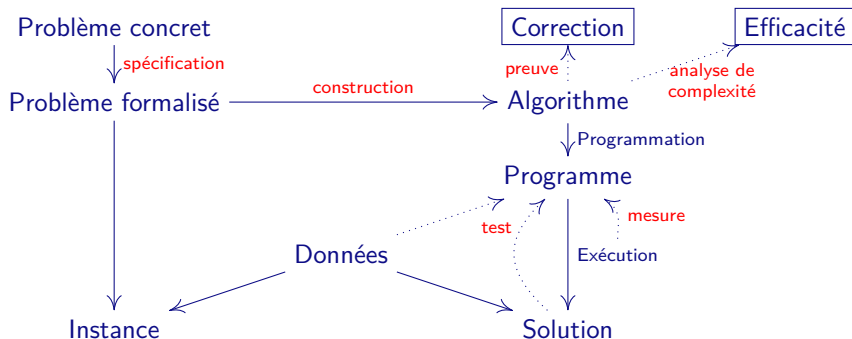 Problème concret
Correction
Efficacité
spécification
preuve
analyse de
complexité
Problème formalisé
construction
Algorithme
Programmation
Programme
test
mesure
Données
Exécution
Instance
Solution